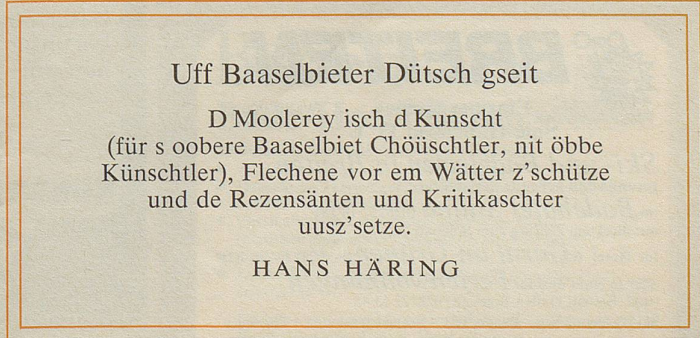 Uff Baaselbieter Dütsch gseit
D Moolerey isch d Kunscht
(für s oobere Baaselbiet Chöüschtler, nit öbbe
Künschtler), Flechene vor em Wätter z'schütze
und de Rezensänten und Kritikaschter
uusz'setze.
HANS HÄRING